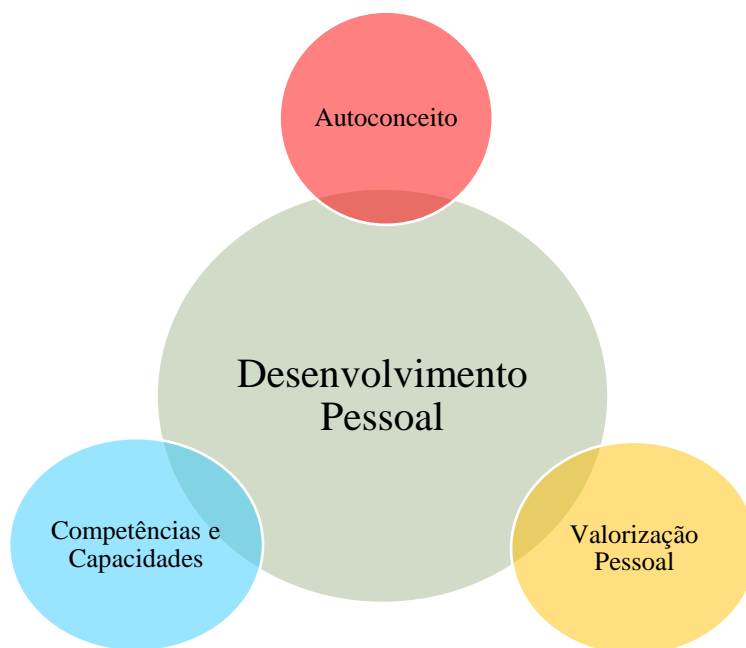 Autoconceito
Desenvolvimento
Pessoal
Competências e
Capacidades
Valorização
Pessoal